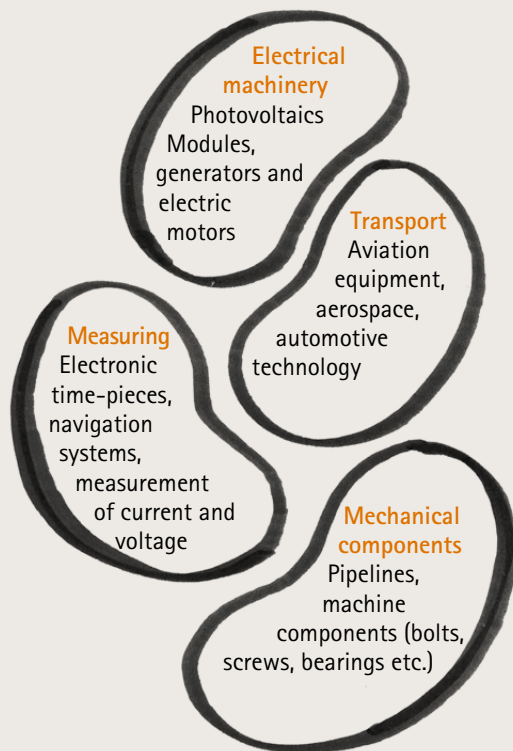 Electrical
machinery
Photovoltaics
Modules,
generators and
electric
motors
Transport
Aviation
equipment,
aerospace,
automotive
technology
Measuring
Electronic
time-pieces,
navigation
systems,
measurement
of current and
voltage
Mechanical
components
Pipelines,
machine
components (bolts,
screws, bearings etc.)